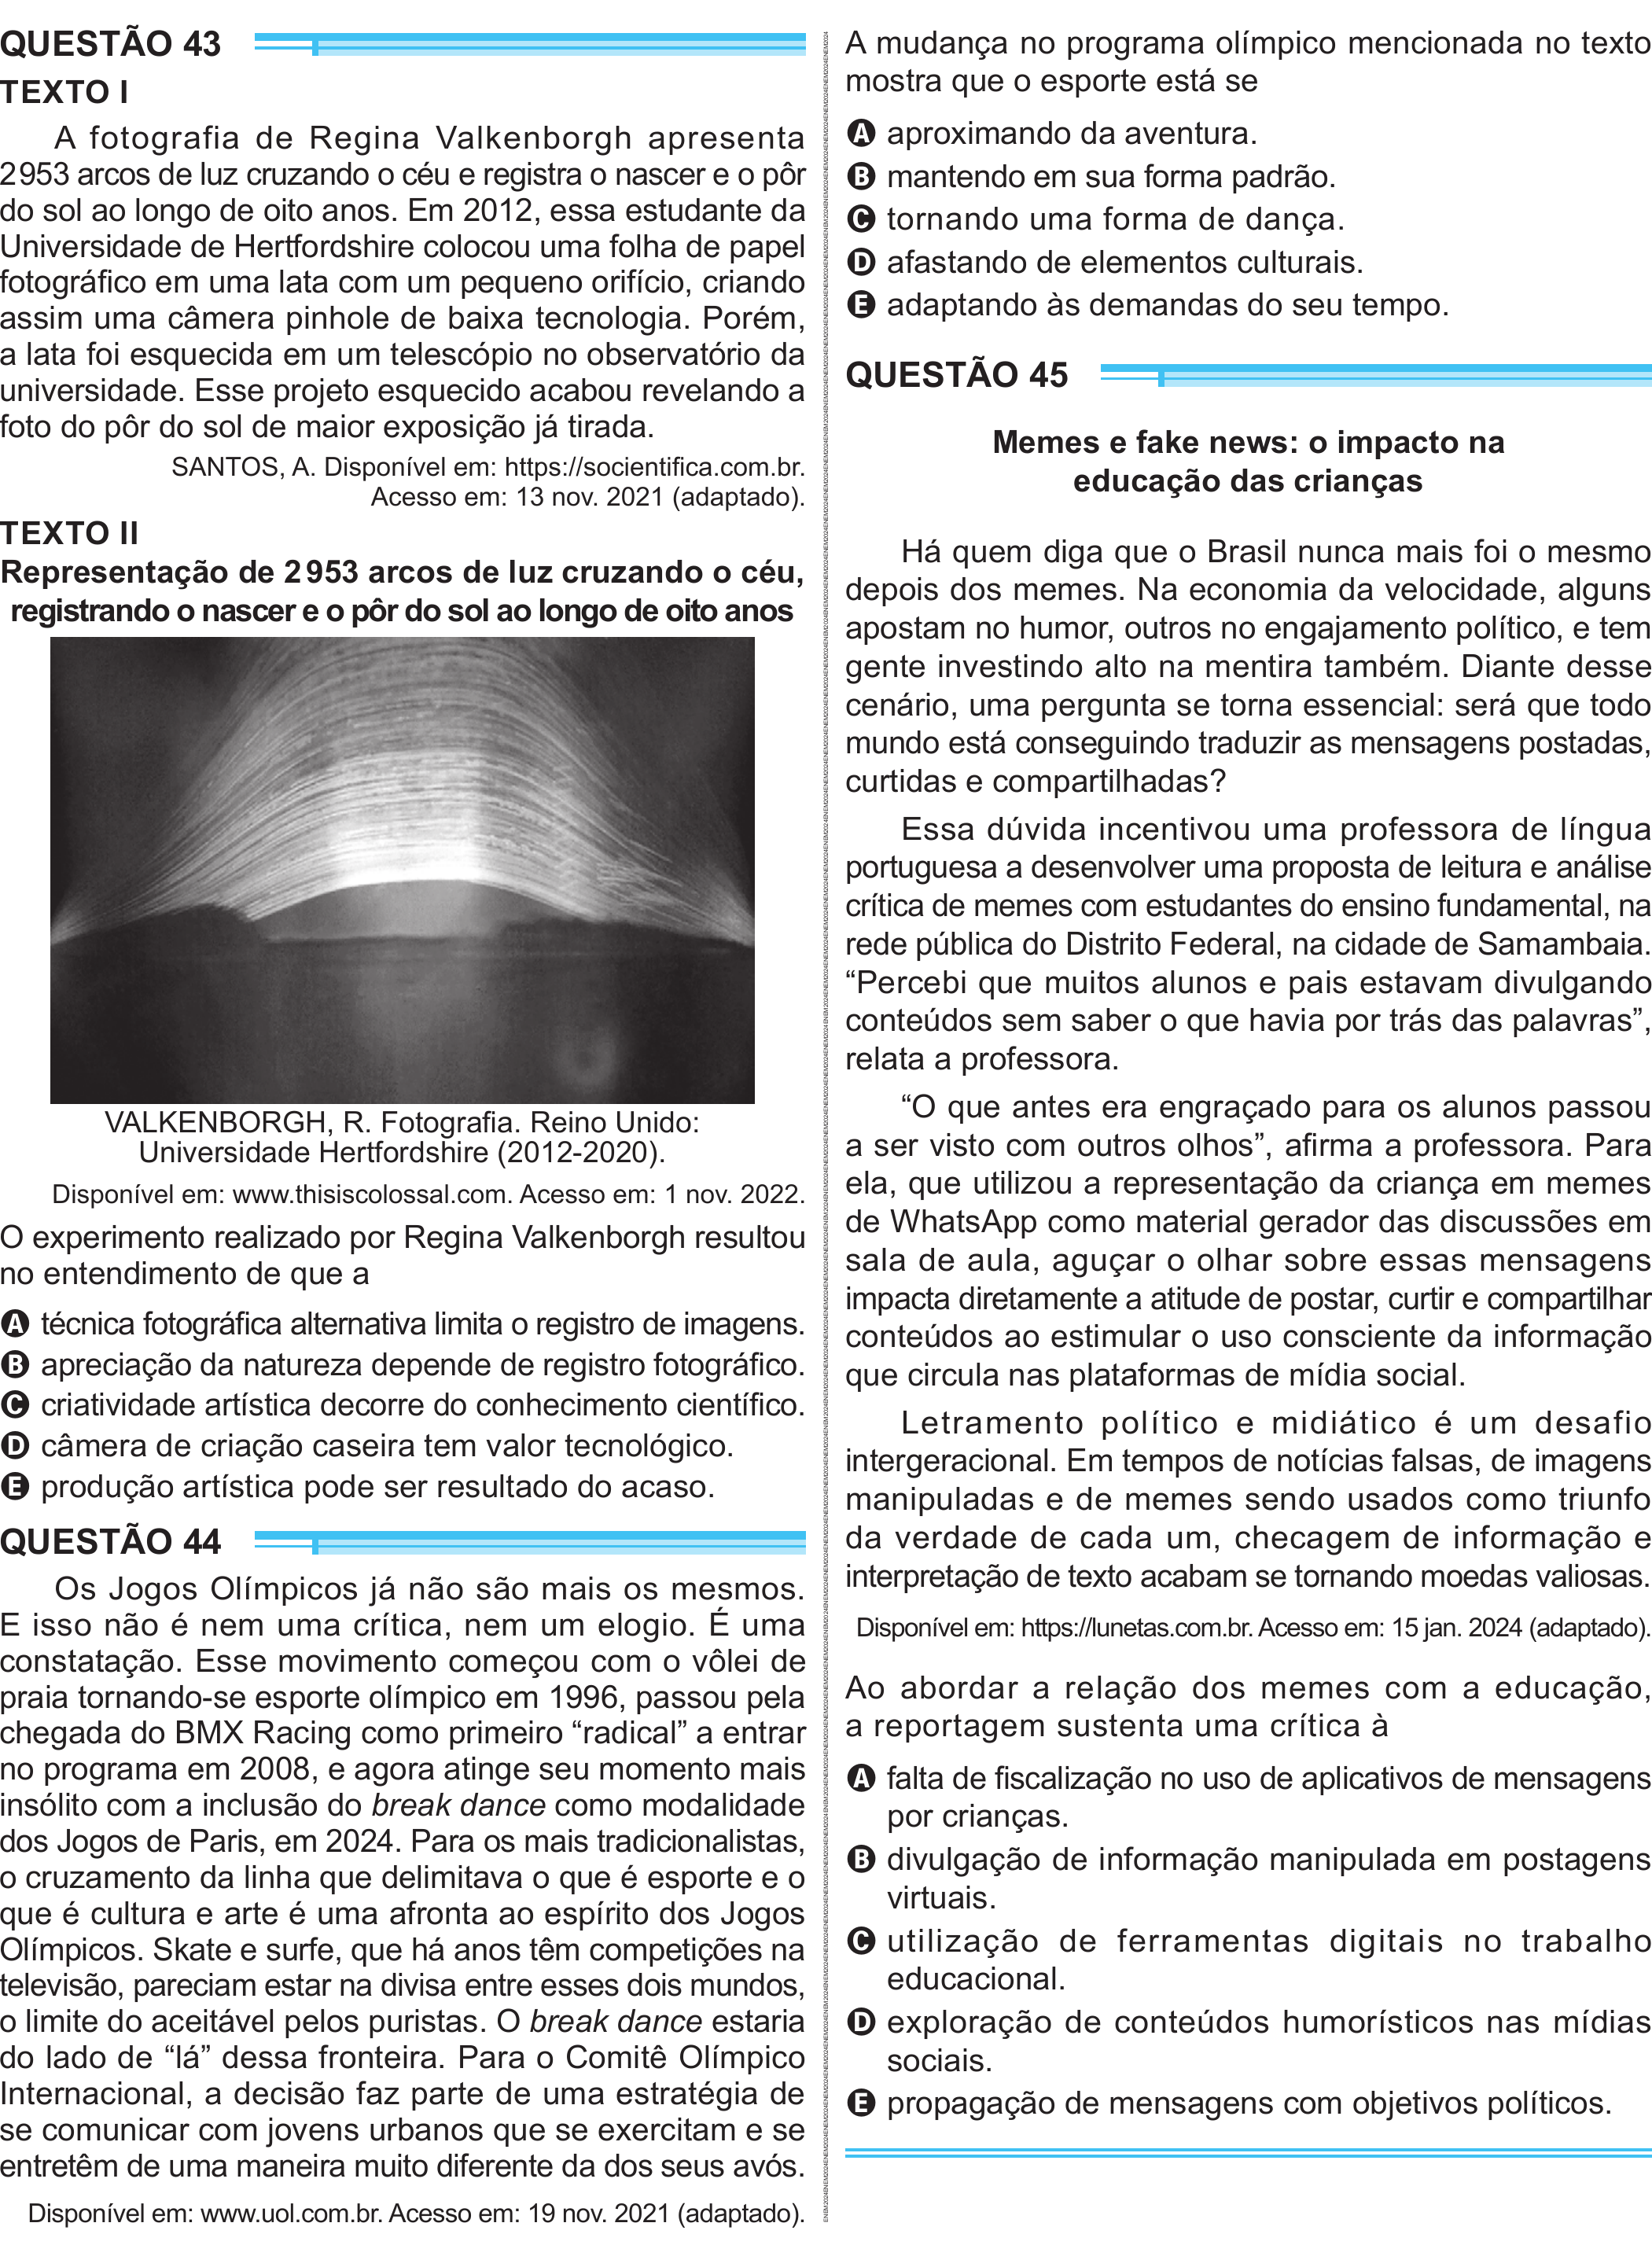 QUESTÃO 43
TEXTO I
A fotografia de Regina Valkenborgh apresenta
2 953 arcos de luz cruzando o céu e registra o nascer e o pôr
do sol ao longo de oito anos. Em 2012, essa estudante da
Universidade de Hertfordshire colocou uma folha de papel
fotográfico em uma lata com um pequeno orifício, criando
assim uma câmera pinhole de baixa tecnologia. Porém,
a lata foi esquecida em um telescópio no observatório da
universidade. Esse projeto esquecido acabou revelando a
foto do pôr do sol de maior exposição já tirada.
SANTOS, A. Disponível em: https://socientifica.com.br.
Acesso em: 13 nov. 2021 (adaptado).
TEXTO II
Representação de 2 953 arcos de luz cruzando o céu,
registrando o nascer e o pôr do sol ao longo de oito anos
VALKENBORGH, R. Fotografia. Reino Unido:
Universidade Hertfordshire (2012-2020).
Disponível em: www.thisiscolossal.com. Acesso em: 1 nov. 2022.
O experimento realizado por Regina Valkenborgh resultou
no entendimento de que a
A técnica fotográfica alternativa limita o registro de imagens.
B apreciação da natureza depende de registro fotográfico.
C criatividade artística decorre do conhecimento científico.
D câmera de criação caseira tem valor tecnológico.
E produção artística pode ser resultado do acaso.
QUESTÃO 44
Os Jogos Olímpicos já não são mais os mesmos.
E isso não é nem uma crítica, nem um elogio. É uma
constatação. Esse movimento começou com o vôlei de
praia tornando-se esporte olímpico em 1996, passou pela
chegada do BMX Racing como primeiro “radical” a entrar
no programa em 2008, e agora atinge seu momento mais
insólito com a inclusão do break dance como modalidade
dos Jogos de Paris, em 2024. Para os mais tradicionalistas,
o cruzamento da linha que delimitava o que é esporte e o
que é cultura e arte é uma afronta ao espírito dos Jogos
Olímpicos. Skate e surfe, que há anos têm competições na
televisão, pareciam estar na divisa entre esses dois mundos,
o limite do aceitável pelos puristas. O break dance estaria
do lado de “lá” dessa fronteira. Para o Comitê Olímpico
Internacional, a decisão faz parte de uma estratégia de
se comunicar com jovens urbanos que se exercitam e se
entretêm de uma maneira muito diferente da dos seus avós.
Disponível em: www.uol.com.br. Acesso em: 19 nov. 2021 (adaptado).
A mudança no programa olímpico mencionada no texto
mostra que o esporte está se
A aproximando da aventura.
B mantendo em sua forma padrão.
C tornando uma forma de dança.
D afastando de elementos culturais.
E adaptando às demandas do seu tempo.
QUESTÃO 45
Memes e fake news: o impacto na
educação das crianças
Há quem diga que o Brasil nunca mais foi o mesmo
depois dos memes. Na economia da velocidade, alguns
apostam no humor, outros no engajamento político, e tem
gente investindo alto na mentira também. Diante desse
cenário, uma pergunta se torna essencial: será que todo
mundo está conseguindo traduzir as mensagens postadas,
curtidas e compartilhadas?
Essa dúvida incentivou uma professora de língua
portuguesa a desenvolver uma proposta de leitura e análise
crítica de memes com estudantes do ensino fundamental, na
rede pública do Distrito Federal, na cidade de Samambaia.
“Percebi que muitos alunos e pais estavam divulgando
conteúdos sem saber o que havia por trás das palavras”,
relata a professora.
“O que antes era engraçado para os alunos passou
a ser visto com outros olhos”, afirma a professora. Para
ela, que utilizou a representação da criança em memes
de WhatsApp como material gerador das discussões em
sala de aula, aguçar o olhar sobre essas mensagens
impacta diretamente a atitude de postar, curtir e compartilhar
conteúdos ao estimular o uso consciente da informação
que circula nas plataformas de mídia social.
Letramento político e midiático é um desafio
intergeracional. Em tempos de notícias falsas, de imagens
manipuladas e de memes sendo usados como triunfo
da verdade de cada um, checagem de informação e
interpretação de texto acabam se tornando moedas valiosas.
Disponível em: https://lunetas.com.br. Acesso em: 15 jan. 2024 (adaptado).
Ao abordar a relação dos memes com a educação,
a reportagem sustenta uma crítica à
A falta de fiscalização no uso de aplicativos de mensagens
por crianças.
B divulgação de informação manipulada em postagens
virtuais.
C utilização de ferramentas digitais no trabalho
educacional.
D exploração de conteúdos humorísticos nas mídias
sociais.
E propagação de mensagens com objetivos políticos.